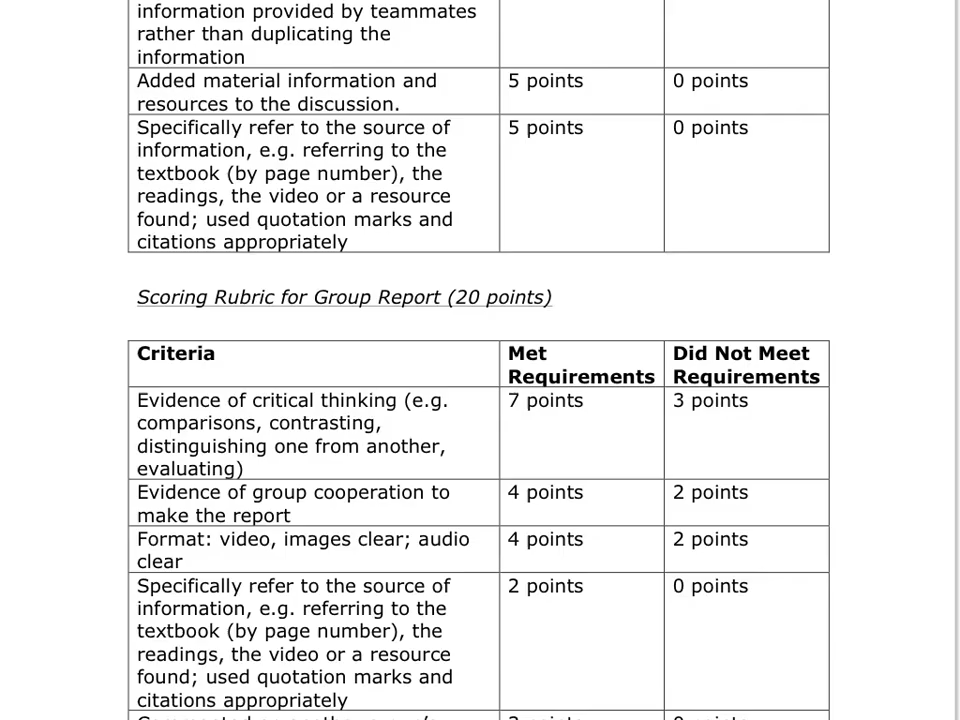 information provided by teammates
rather than duplicating the
information
Added material information and
resources to the discussion.
5 points
0 points
Specifically refer to the source of
information, e.g. referring to the
textbook (by page number), the
readings, the video or a resource
found; used quotation marks and
citations appropriately
5 points
0 points
Scoring Rubric for Group Report (20 points)
Criteria
Met
Requirements
Did Not Meet
Requirements
Evidence of critical thinking (e.g.
comparisons, contrasting,
distinguishing one from another,
evaluating)
7 points
3 points
Evidence of group cooperation to
make the report
4 points
2 points
Format: video, images clear; audio
clear
4 points
2 points
Specifically refer to the source of
information, e.g. referring to the
textbook (by page number), the
readings, the video or a resource
found; used quotation marks and
citations appropriately
2 points
0 points